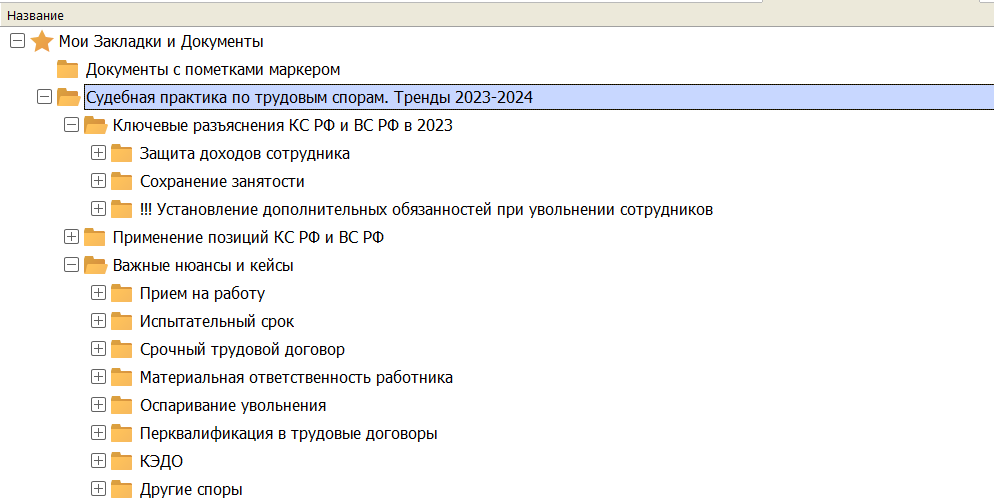 Название
Мои Закладки и Документы
Документы с пометками маркером
Судебная практика по трудовым спорам. Тренды 2023-2024
Ключевые разъяснения КС РФ и ВС РФ в 2023
Защита доходов сотрудника
Сохранение занятости
!!! Установление дополнительных обязанностей при увольнении сотрудников
Применение позиций КС РФ и ВС РФ
Важные нюансы и кейсы
Прием на работу
Испытательный срок
Срочный трудовой договор
Материальная ответственность работника
Оспаривание увольнения
Перквалификация в трудовые договоры
КЭДО
Другие споры